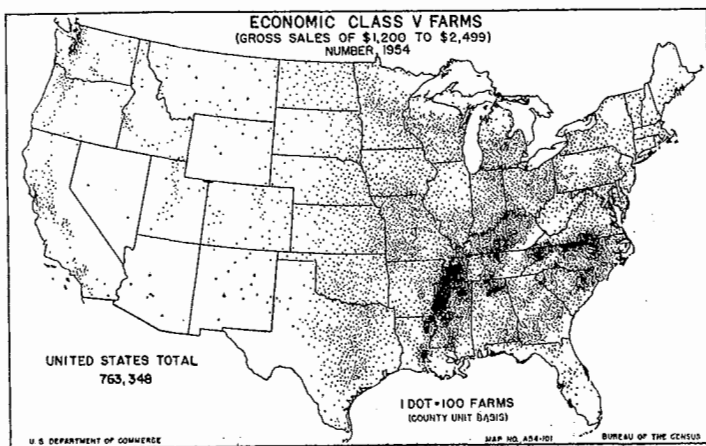 ECONOMIC CLASS V FARMS
(GROSS SALES OF $1,200 TO $2,499)
NUMBER, 1954
UNITED STATES TOTAL
763,348
1 DOT=100 FARMS
(COUNTY UNIT BASIS)
U.S DEPARTMENT OF COMMERCE
MAP NO. A54-101
BUREAU OF THE CENSUS